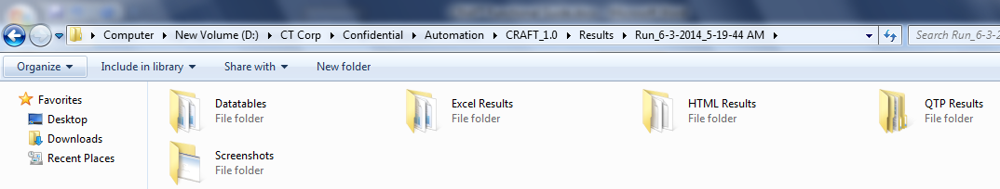 Computer New Volume (D:) CT Corp Confidential Automation CRAFT_1.0 Results Run_6-3-2014_5-19-44 AM Search Run_6-3-2
Organize Include in library Share with New folder
Favorites
Desktop
Downloads
Recent Places
Datatables
File folder
Excel Results
File folder
HTML Results
File folder
QTP Results
File folder
Screenshots
File folder